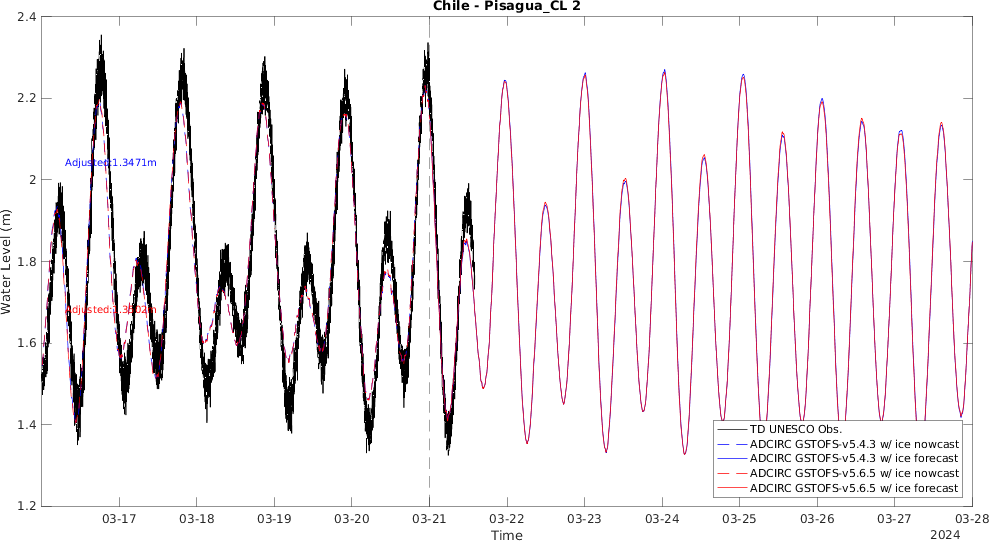 Chile - Pisagua_CL 2
2.4
2.2
2
1.8
1.6
1.4
1.2
Water Level (m)
Adjusted:1.3471m
TD UNESCO Obs.
ADCIRC GSTOFS-v5.4.3 w/ ice nowcast
ADCIRC GSTOFS-v5.4.3 w/ ice forecast
ADCIRC GSTOFS-v5.6.5 w/ ice nowcast
ADCIRC GSTOFS-v5.6.5 w/ ice forecast
03-17 03-18 03-19 03-20 03-21 03-22 03-23 03-24 03-25 03-26 03-27 03-28
Time
2024